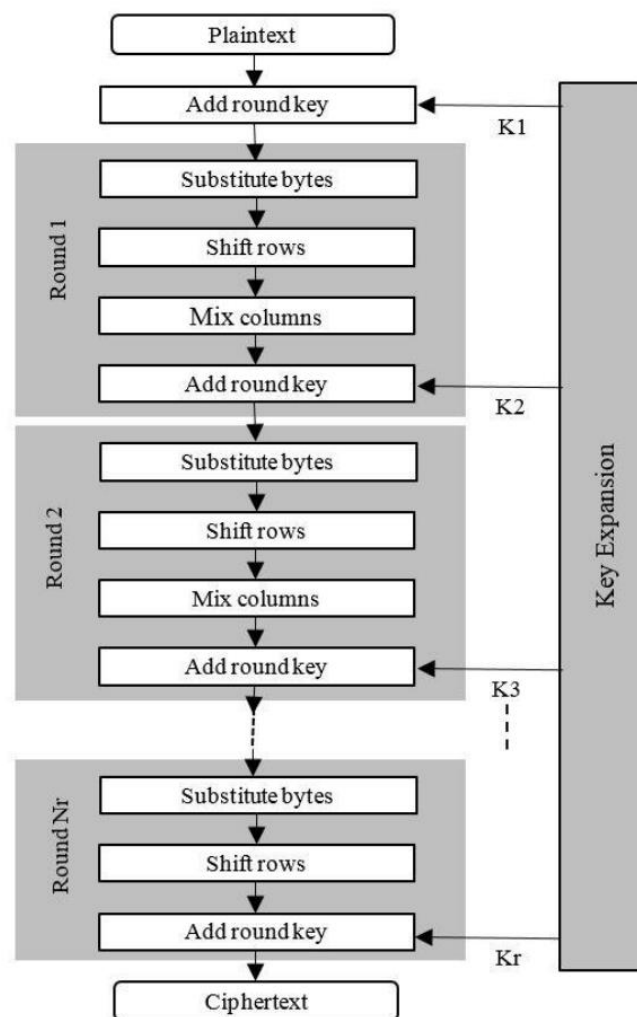 Plaintext
Add round key
K1
Round 1
Substitute bytes
Shift rows
Mix columns
Add round key
K2
Round 2
Substitute bytes
Shift rows
Mix columns
Add round key
K3
Key Expansion
Round Nr
Substitute bytes
Shift rows
Add round key
Kr
Ciphertext